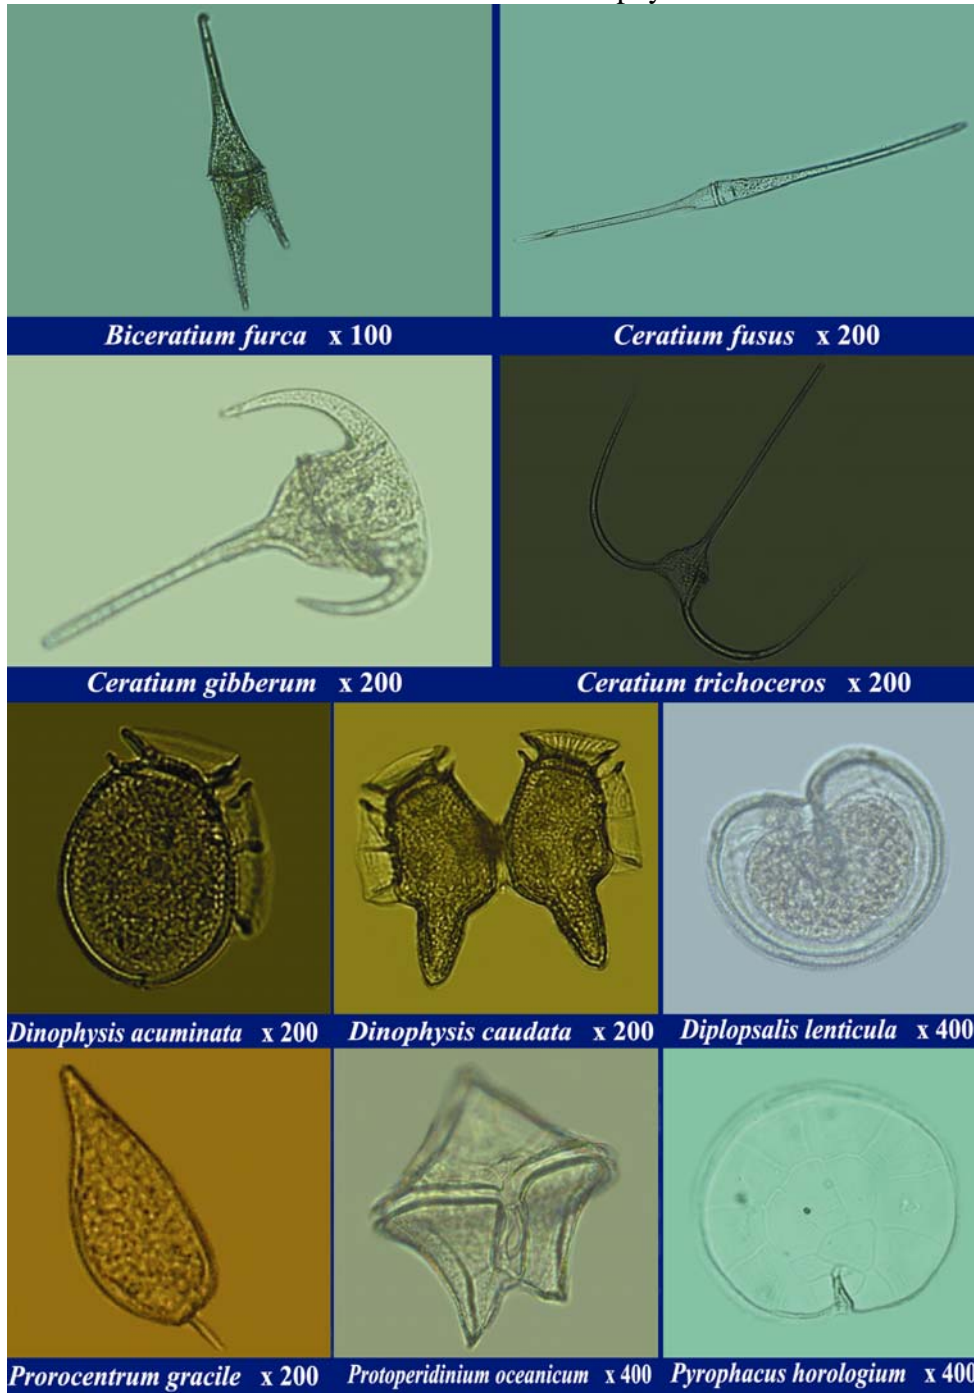 Biceratium furca x 100
Ceratium fusus x 200
Ceratium gibberum x 200
Ceratium trichoceros x 200
Dinophysis acuminata x 200
Dinophysis caudata x 200
Diplopsalis lenticula x 400
Prorocentrum gracile x 200
Protoperidinium oceanicum x 400
Pyrophacus horologium x 400